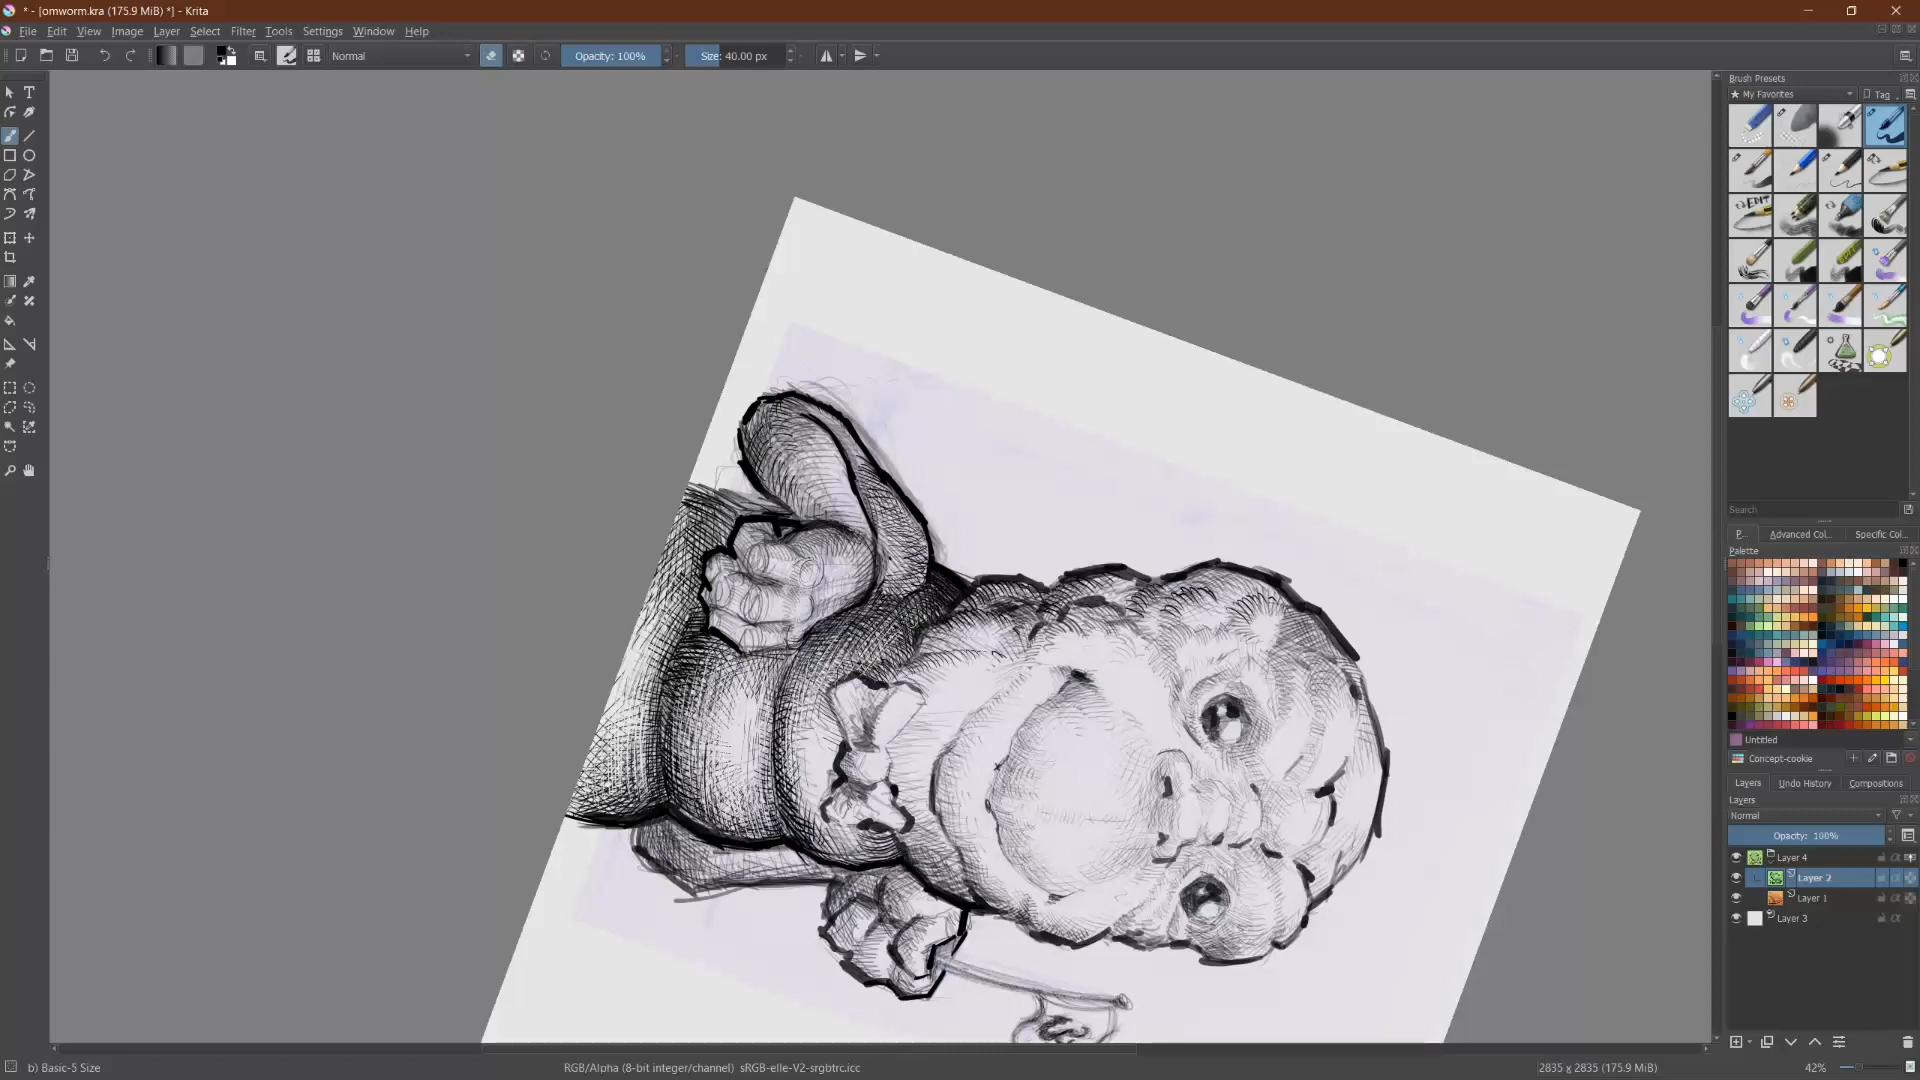 * - [omworm.kra (175.9 MiB) *] - Krita
File Edit View Image Layer Select Filter Tools Settings Window Help
Normal
Opacity: 100%
Size: 40.00 px
Brush Presets
My Favorites
Tag
EDIT
Search
P...
Advanced Col...
Specific Col...
Palette
Untitled
Concept-cookie
Layers
Undo History
Compositions
Layers
Normal
Opacity: 100%
Layer 4
Layer 2
Layer 1
Layer 3
b) Basic-5 Size
RGB/Alpha (8-bit integer/channel) sRGB-elle-V2-srgbtrc.icc
2835 x 2835 (175.9 MiB)
42%